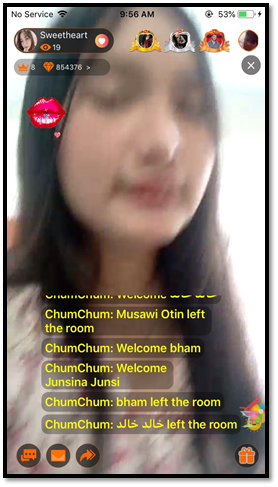 No Service 9:56 AM 53%
Sweetheart
19
8 854376 >
ChumChum: Welcome خالد خالد
ChumChum: Musawi Otin left
the room
ChumChum: Welcome bham
ChumChum: Welcome
Junsina Junsi
ChumChum: bham left the room
ChumChum: خالد خالد left the room